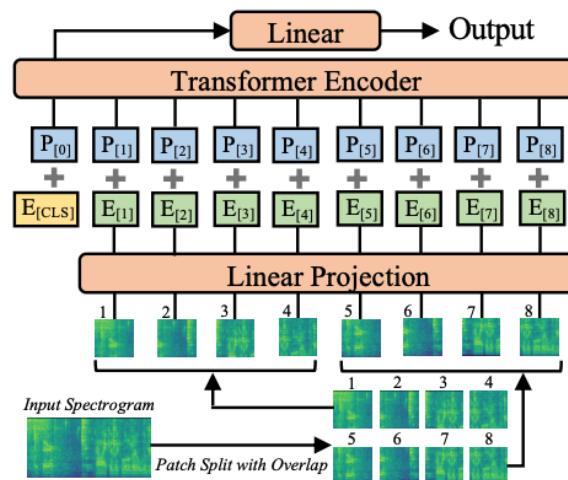 Linear Output
Transformer Encoder
P[0] P[1] P[2] P[3] P[4] P[5] P[6] P[7] P[8]
+ + + + + + + + +
E[CLS] E[1] E[2] E[3] E[4] E[5] E[6] E[7] E[8]
Linear Projection
1 2 3 4 5 6 7 8
1 2 3 4
Input Spectrogram
5 6 7 8
Patch Split with Overlap